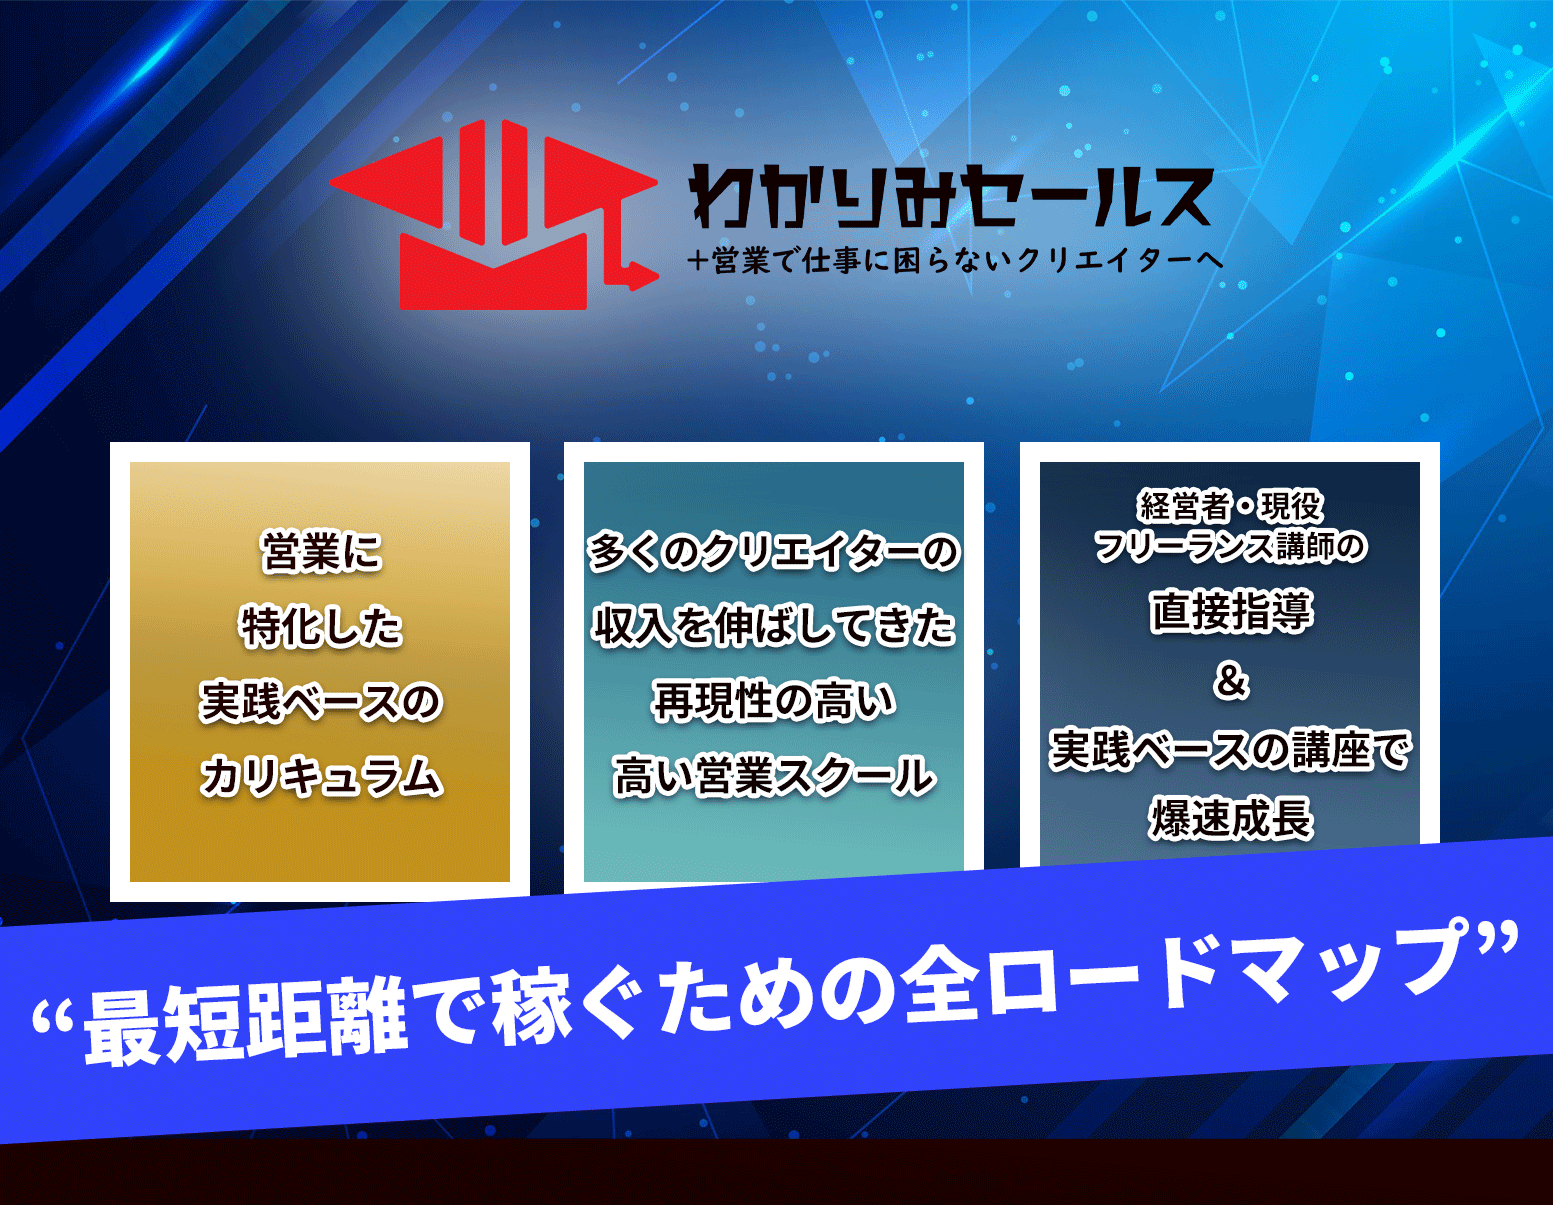 わかりみセールス
+営業で仕事に困らないクリエイターへ
営業に
特化した
実践ベースの
カリキュラム
多くのクリエイターの
収入を伸ばしてきた
再現性の高い
高い営業スクール
経営者・現役
フリーランス講師の
直接指導
&
実践ベースの講座で
爆速成長
“最短距離で稼ぐための全ロードマップ”